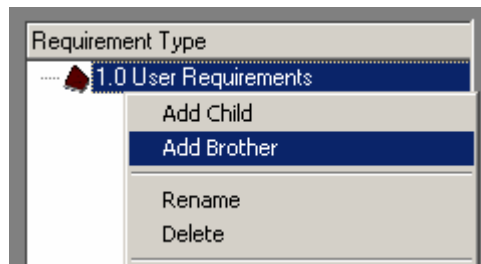 Requirement Type
1.0 User Requirements
Add Child
Add Brother
Rename
Delete